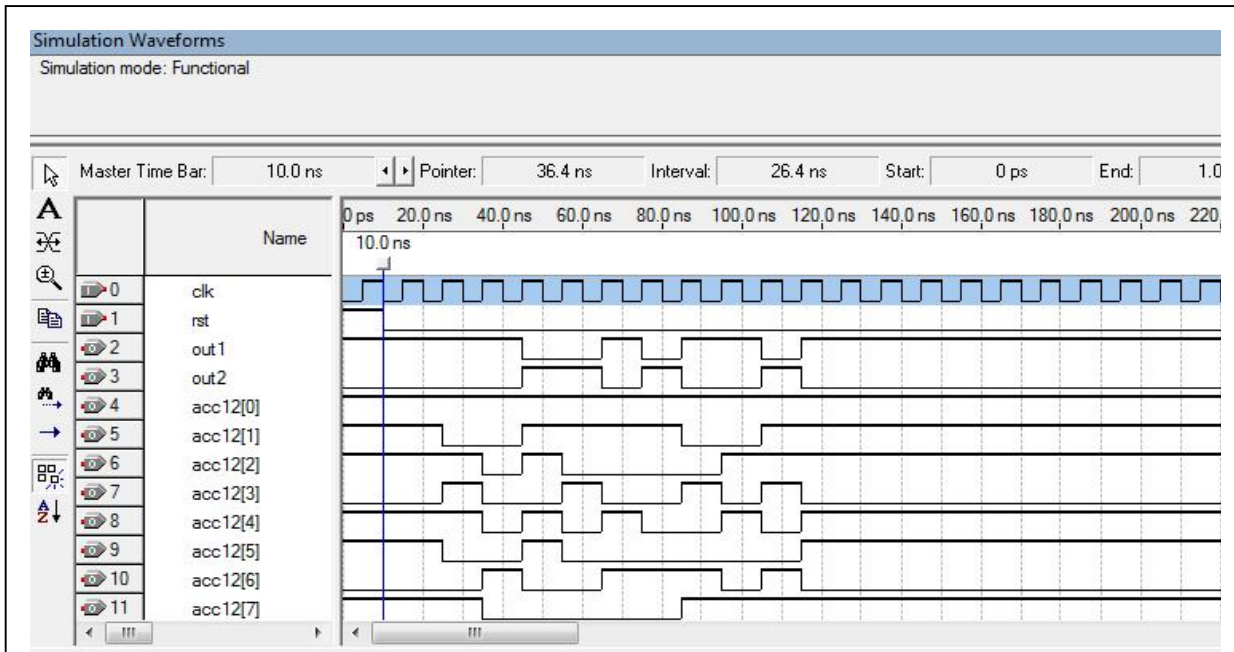 Simulation Waveforms
Simulation mode: Functional
Master Time Bar: 10.0 ns Pointer: 36.4 ns Interval: 26.4 ns Start: 0 ps End: 1.0
Name
0 ps 20.0 ns 40.0 ns 60.0 ns 80.0 ns 100.0 ns 120.0 ns 140.0 ns 160.0 ns 180.0 ns 200.0 ns 220.
10.0 ns
0 clk
1 rst
2 out1
3 out2
4 acc12[0]
5 acc12[1]
6 acc12[2]
7 acc12[3]
8 acc12[4]
9 acc12[5]
10 acc12[6]
11 acc12[7]